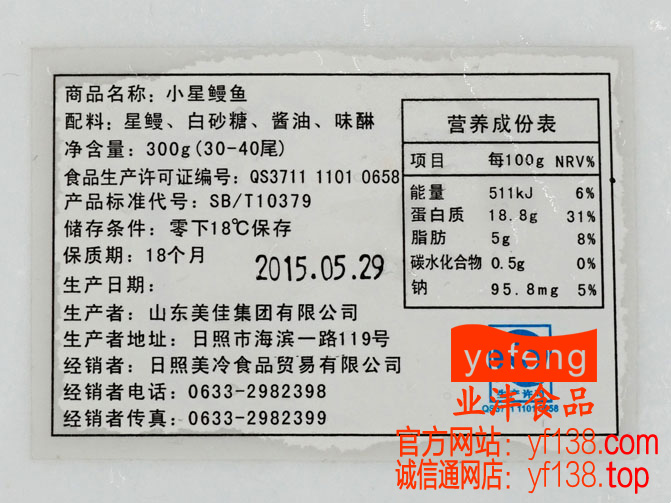 商品名称：小星鳗鱼
配料：星鳗、白砂糖、酱油、味醂
净含量：300g(30-40尾)
食品生产许可证编号：QS3711 1101 0658
产品标准代号：SB/T10379
储存条件：零下18℃保存
保质期：18个月
生产日期：
2015.05.29
生产者：山东美佳集团有限公司
生产者地址：日照市海滨一路119号
经销者：日照美冷食品贸易有限公司
经销者电话：0633-2982398
经销者传真：0633-2982399
营养成份表
项目 每100g NRV%
能量 511kJ 6%
蛋白质 18.8g 31%
脂肪 5g 8%
碳水化合物 0.5g 0%
钠 95.8mg 5%
yefeng
生产许可
QS3711 1101 0658
业沣食品
官方网站：yf138.com
诚信通网店：yf138.top